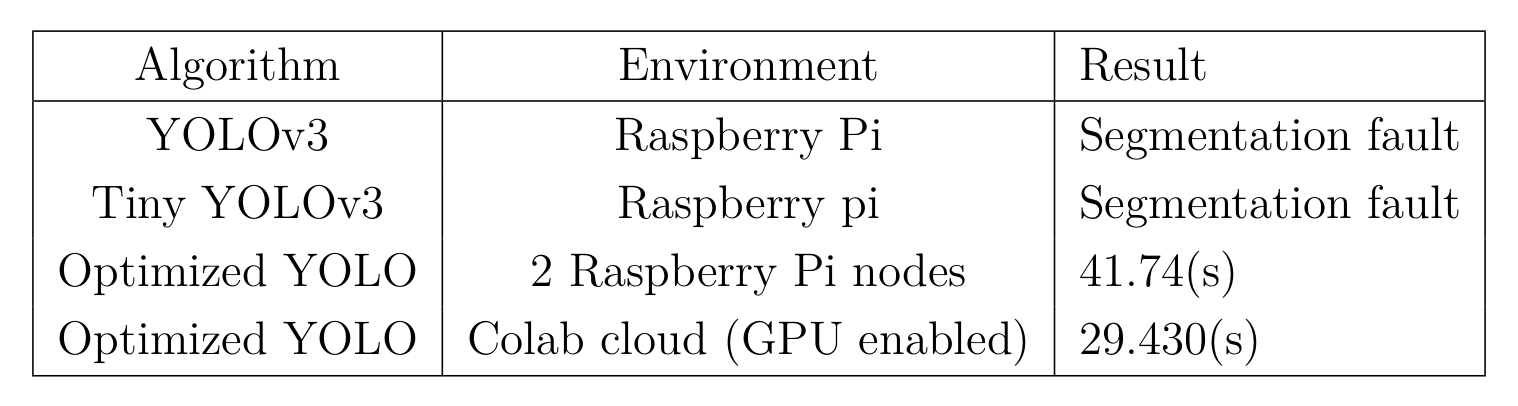 Algorithm Environment Result
YOLOv3 Raspberry Pi Segmentation fault
Tiny YOLOv3 Raspberry pi Segmentation fault
Optimized YOLO 2 Raspberry Pi nodes 41.74(s)
Optimized YOLO Colab cloud (GPU enabled) 29.430(s)